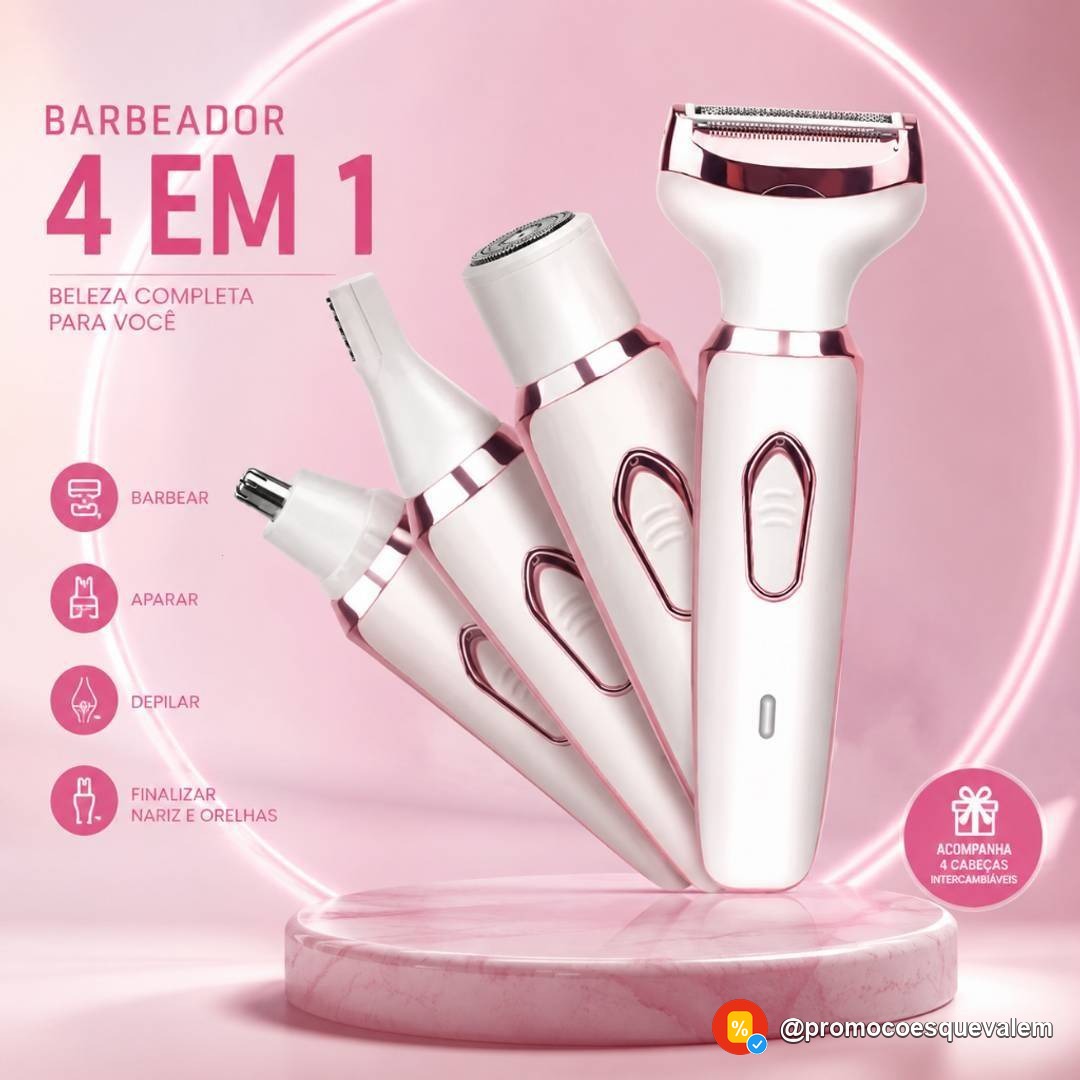 BARBEADOR
4 EM 1
BELEZA COMPLETA
PARA VOCÊ
BARBEAR
APARAR
DEPILAR
FINALIZAR
NARIZ E ORELHAS
ACOMPANHA
4 CABEÇAS
INTERCAMBIÁVEIS
%
@promocoesquevalem